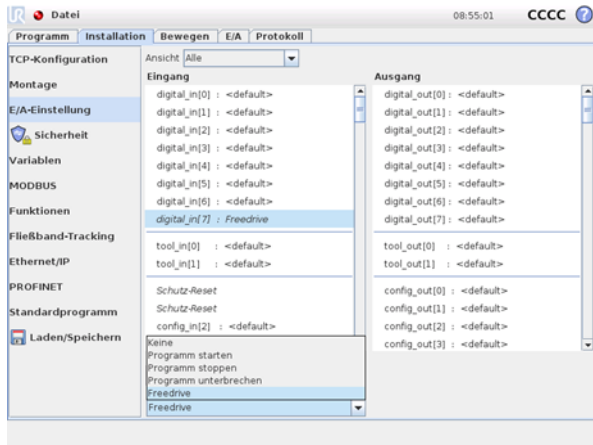 Datei
08:55:01
CCCC
?
Programm
Installation
Bewegen
E/A
Protokoll
TCP-Konfiguration
Montage
E/A-Einstellung
Sicherheit
Variablen
MODBUS
Funktionen
Fließband-Tracking
Ethernet/IP
PROFINET
Standardprogramm
Laden/Speichern
Ansicht Alle
Eingang
digital_in[0] : <default>
digital_in[1] : <default>
digital_in[2] : <default>
digital_in[3] : <default>
digital_in[4] : <default>
digital_in[5] : <default>
digital_in[6] : <default>
digital_in[7] : Freedrive
tool_in[0] : <default>
tool_in[1] : <default>
Schutz-Reset
Schutz-Reset
config_in[2] : <default>
Keine
Programm starten
Programm stoppen
Programm unterbrechen
Freedrive
Freedrive
Ausgang
digital_out[0] : <default>
digital_out[1] : <default>
digital_out[2] : <default>
digital_out[3] : <default>
digital_out[4] : <default>
digital_out[5] : <default>
digital_out[6] : <default>
digital_out[7] : <default>
tool_out[0] : <default>
tool_out[1] : <default>
config_out[0] : <default>
config_out[1] : <default>
config_out[2] : <default>
config_out[3] : <default>